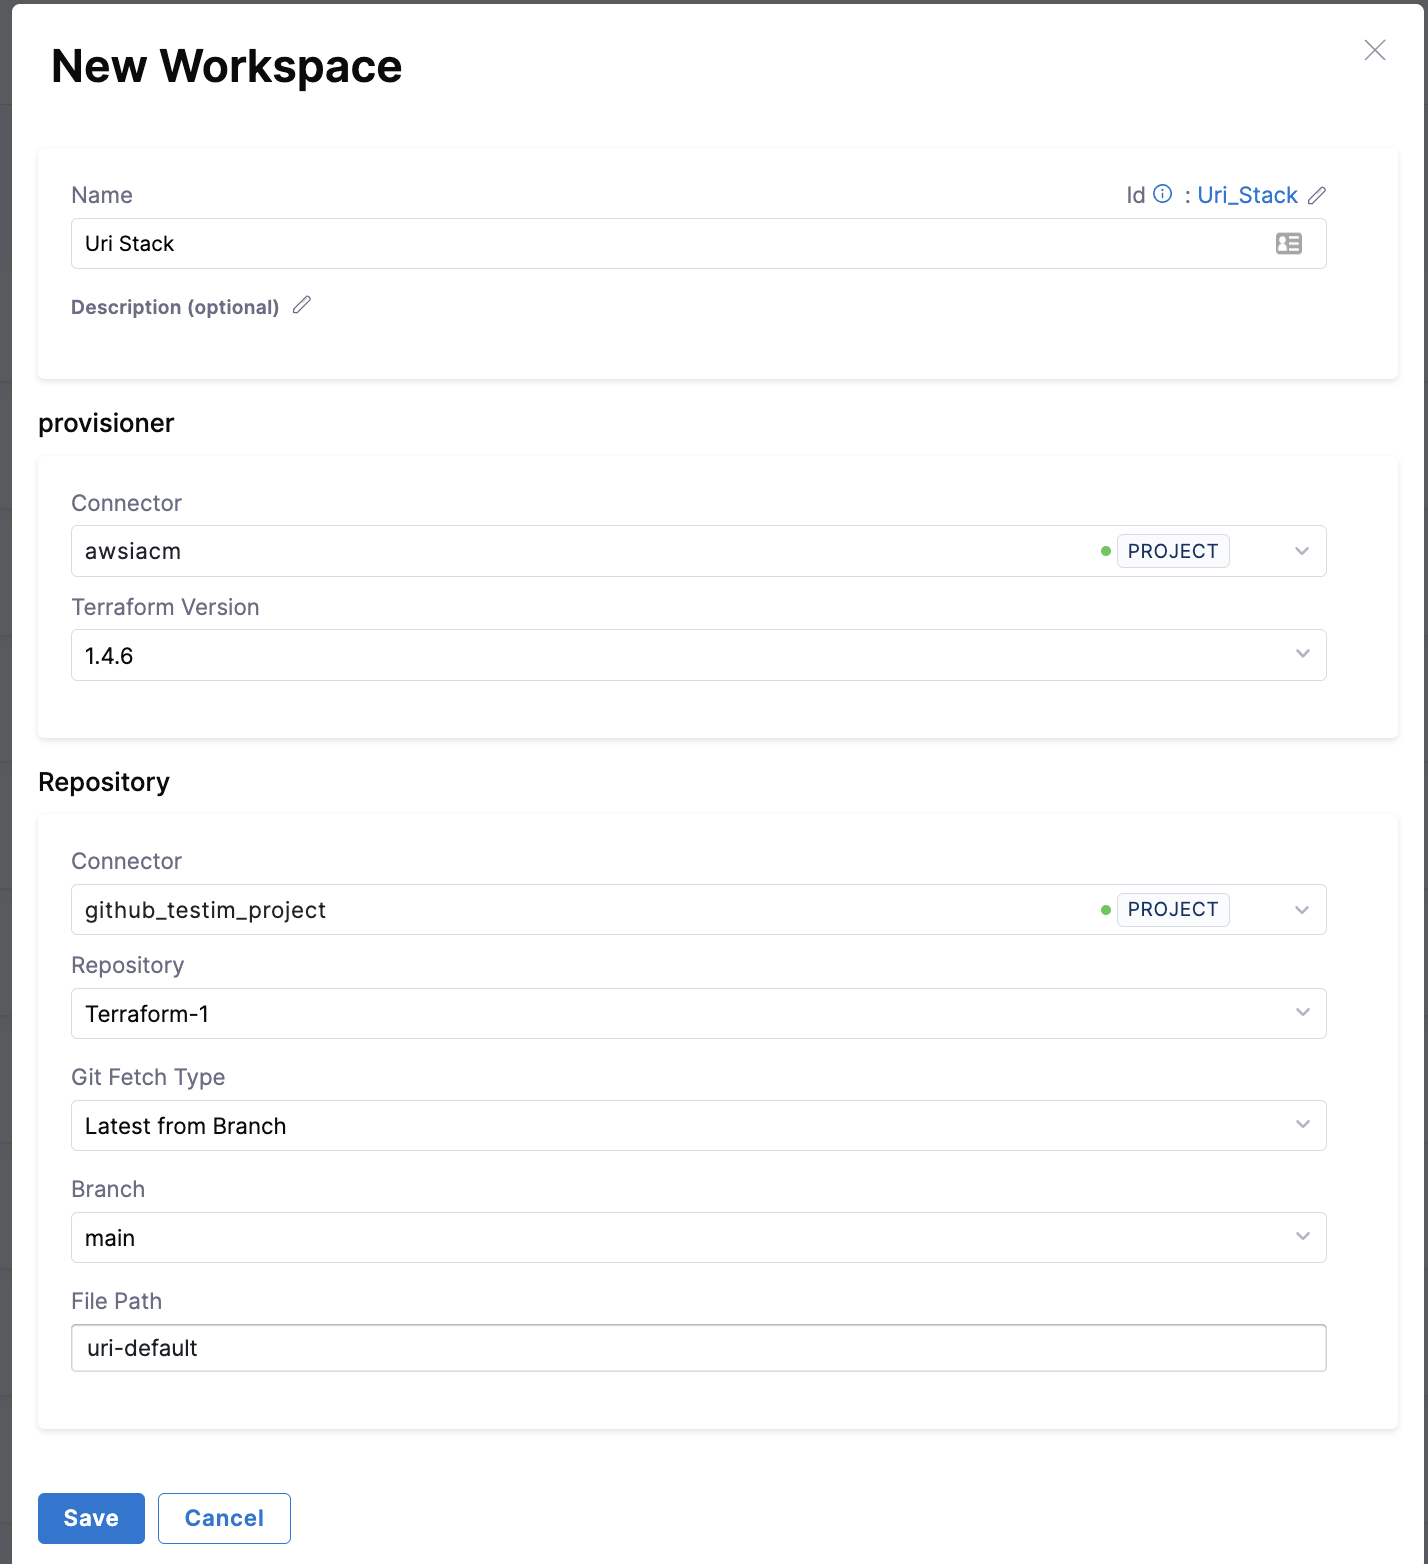 New Workspace
Name
Id : Uri_Stack
Uri Stack
Description (optional)
provisioner
Connector
awsiacm PROJECT
Terraform Version
1.4.6
Repository
Connector
github_testim_project PROJECT
Repository
Terraform-1
Git Fetch Type
Latest from Branch
Branch
main
File Path
uri-default
Save Cancel